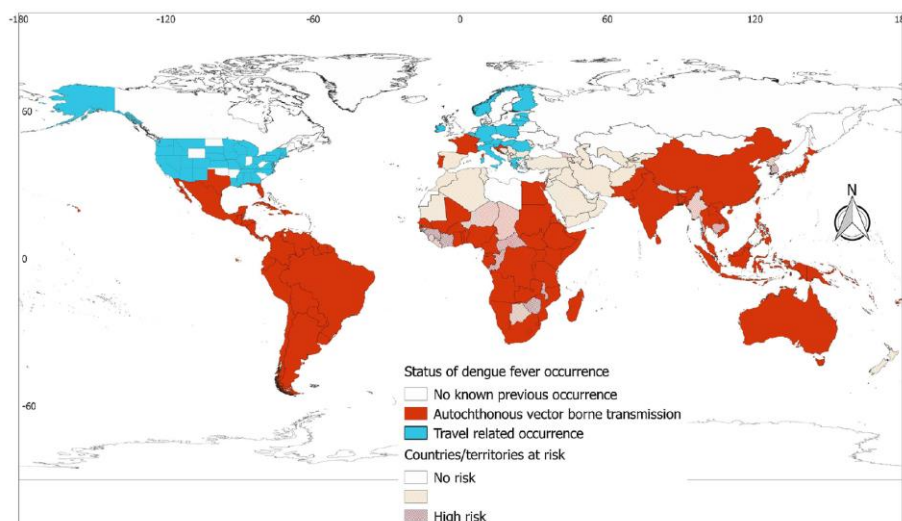 -180 -60 0 60 120 18
60
N
0
Status of dengue fever occurrence
No known previous occurrence
Autochthonous vector borne transmission
-60
Travel related occurrence
Countries/territories at risk
No risk
High risk